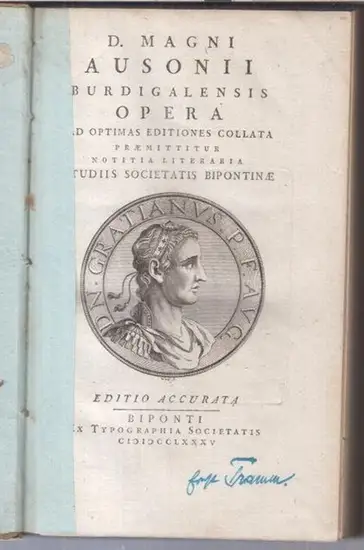 D. MAGNI
AUSONII
BURDIGALENSIS
OPERA
AD OPTIMAS EDITIONES COLLATA
PRÆMITTITUR
NOTITIA LITERARIA
STUDIIS SOCIETATIS BIPONTINÆ
DN·GRATIANVS·P·F·AVG·
EDITIO ACCURATA
BIPONTI
EX TYPOGRAPHIA SOCIETATIS
CIƆIƆCCLXXXV